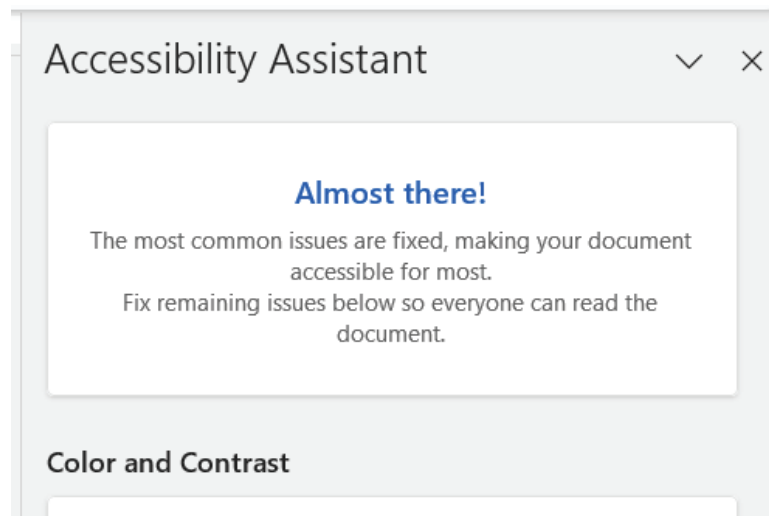 Accessibility Assistant
Almost there!
The most common issues are fixed, making your document
accessible for most.
Fix remaining issues below so everyone can read the
document.
Color and Contrast